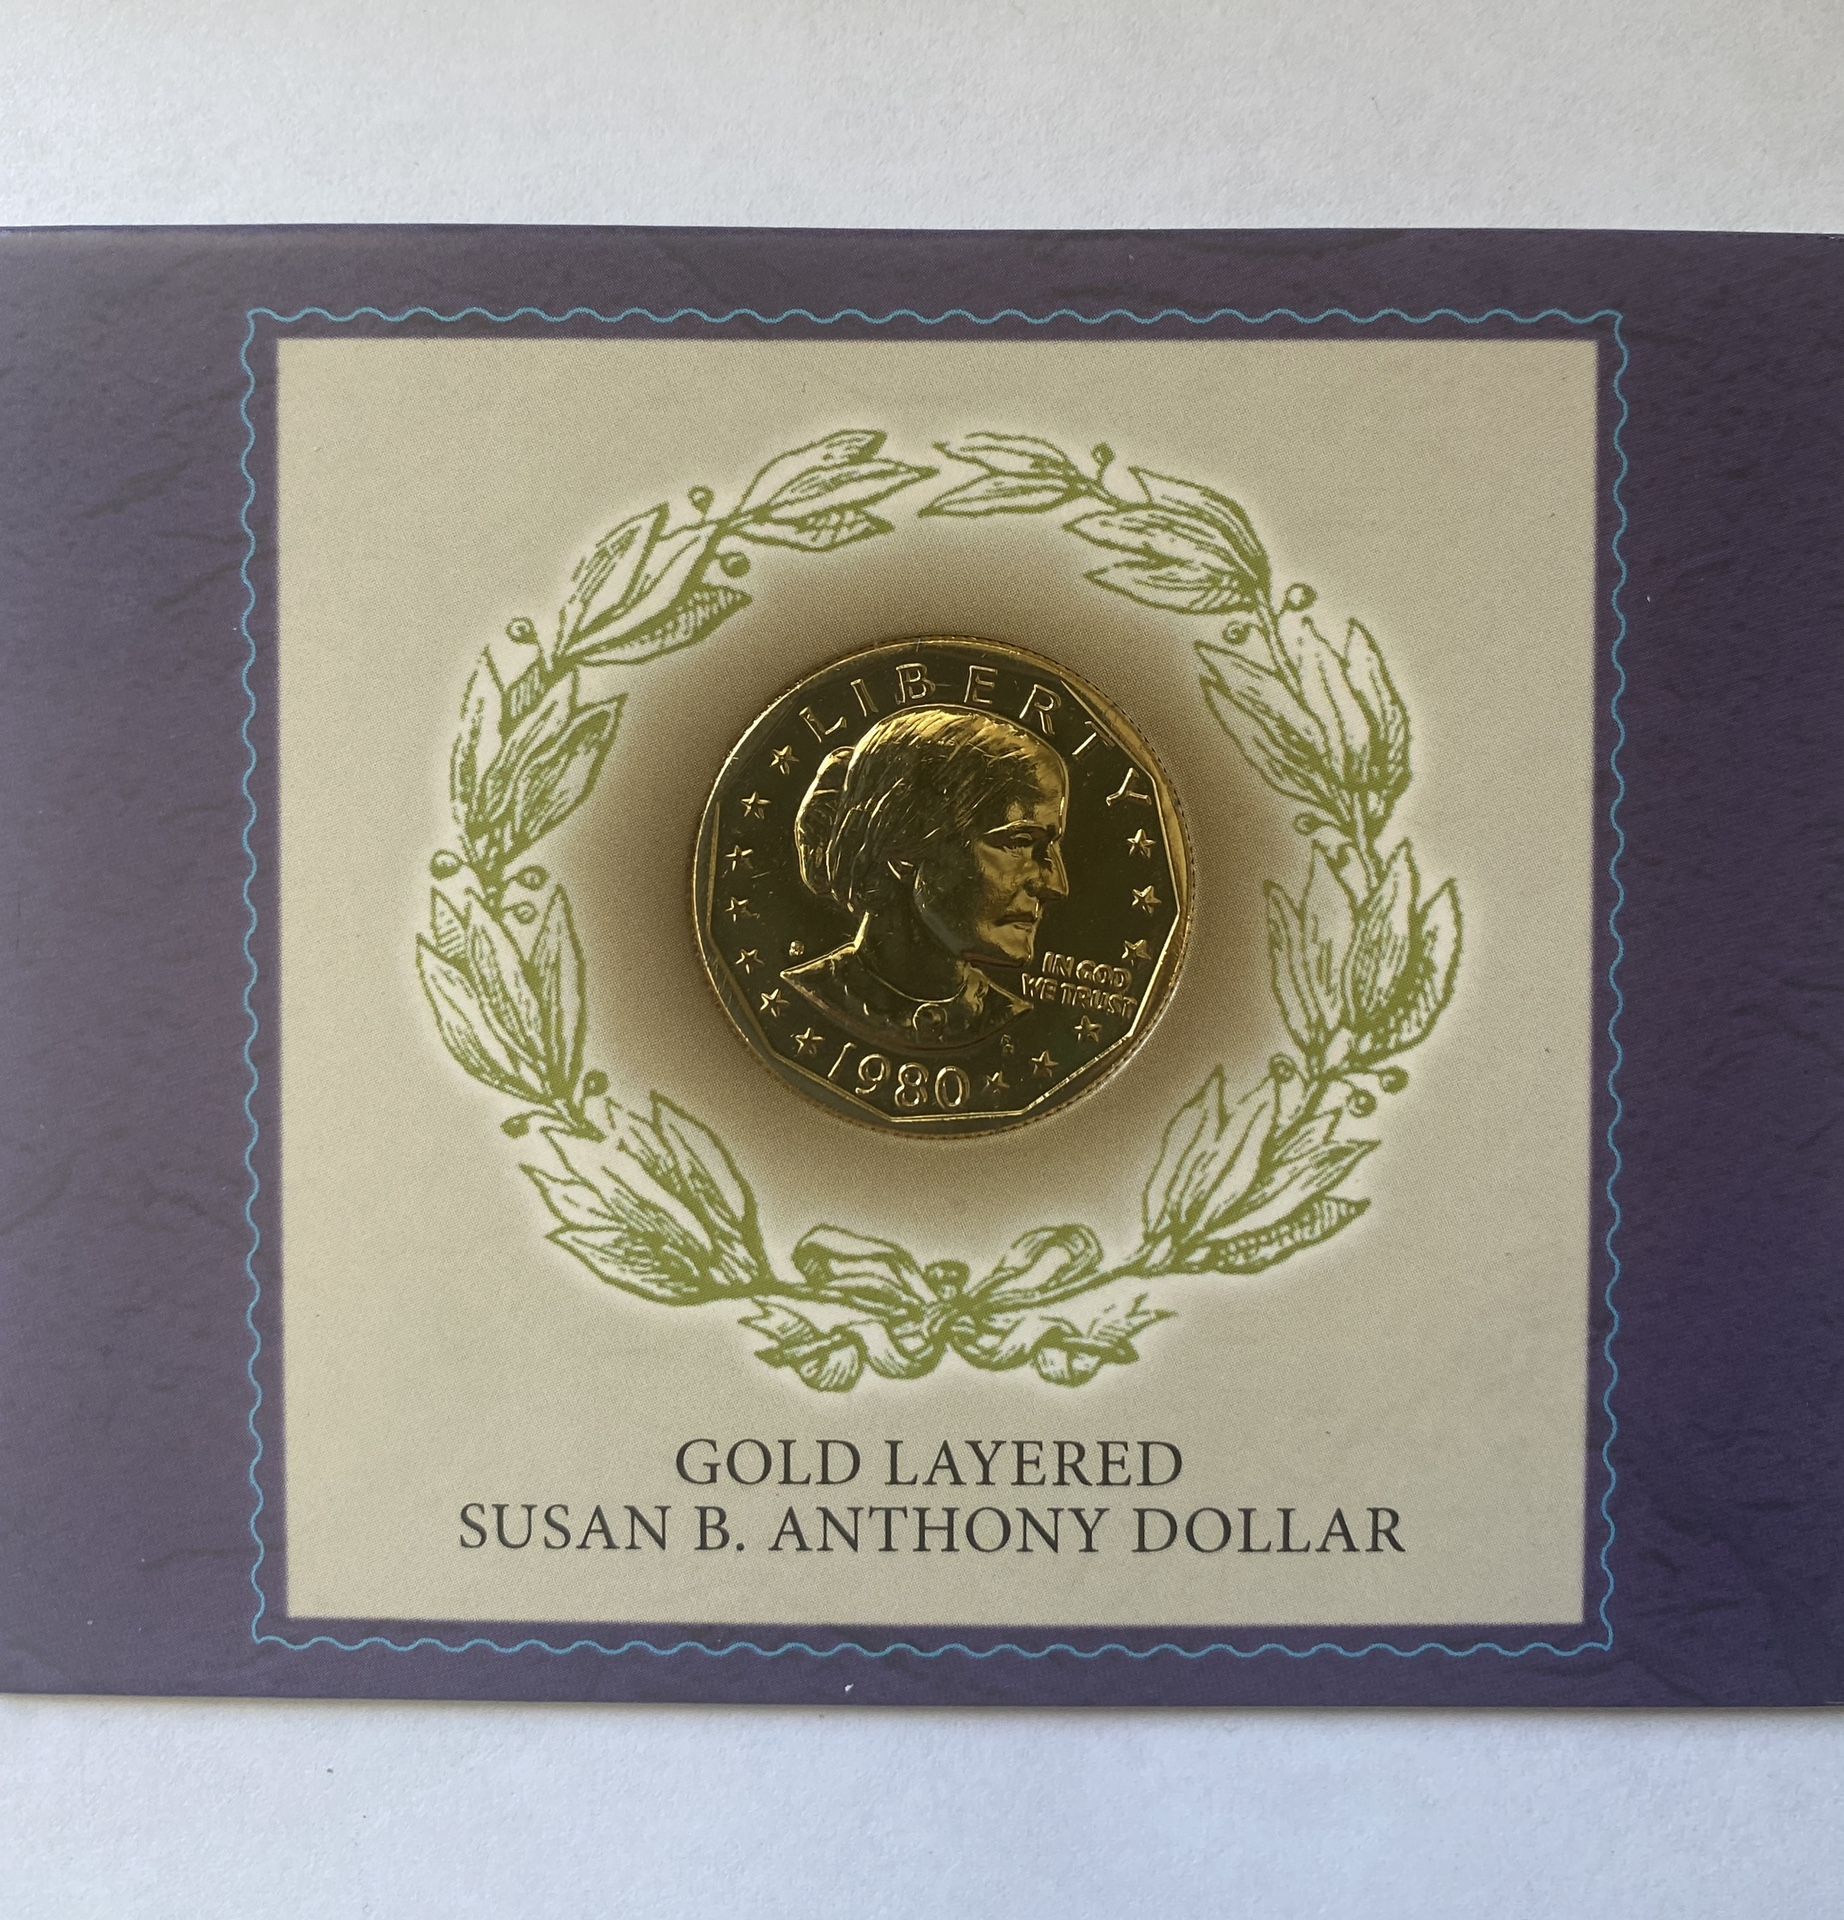 LIBERTY
IN GOD
WE TRUST
1980
GOLD LAYERED
SUSAN B. ANTHONY DOLLAR